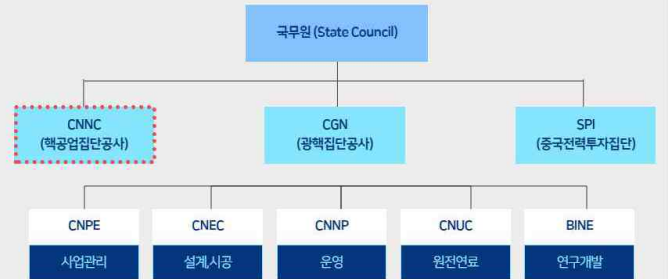 국무원 (State Council)
CNNC
(핵공업집단공사)
CGN
(광핵집단공사)
SPI
(중국전력투자집단)
CNPE
CNEC
CNNP
CNUC
BINE
사업관리
설계,시공
운영
원전연료
연구개발